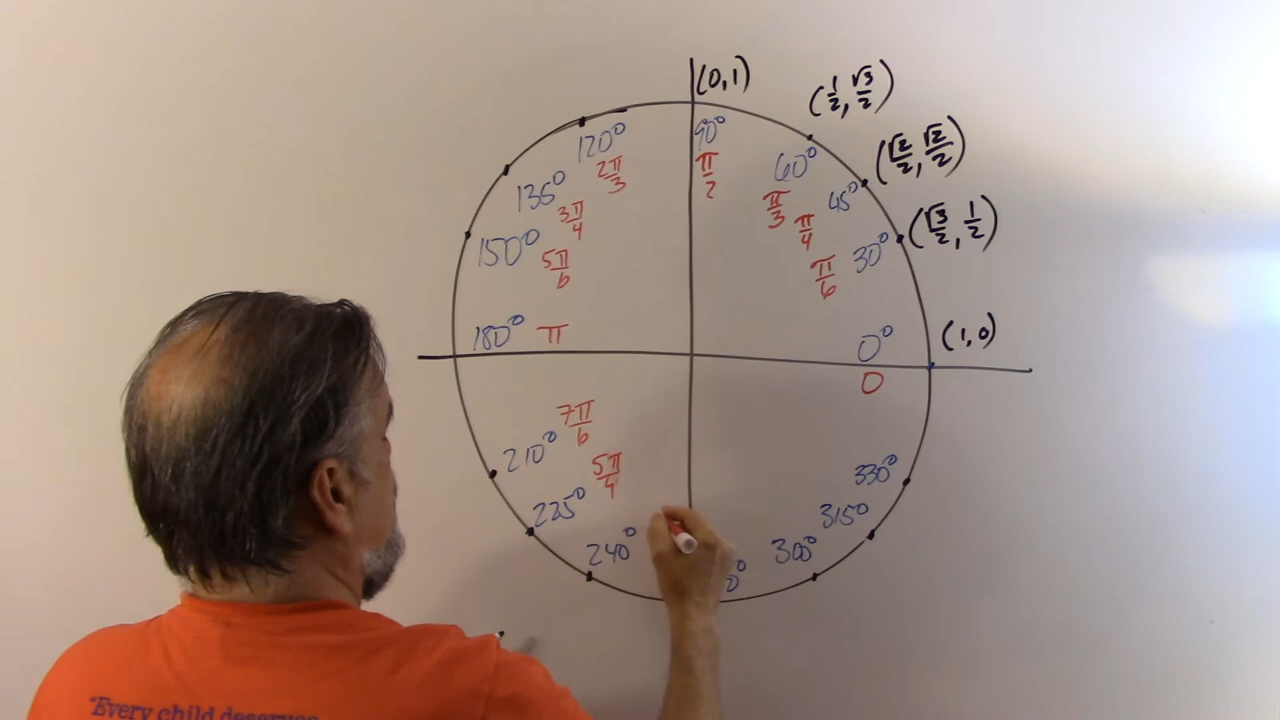 (0,1)
(1/2, √3/2)
(√2/2, √2/2)
(√3/2, 1/2)
(1,0)
90°
π/2
60°
π/3
45°
π/4
30°
π/6
0°
0
120°
2π/3
135°
3π/4
150°
5π/6
180° π
210° 7π/6
225° 5π/4
240°
0°
300°
315°
330°
"Every child deserves